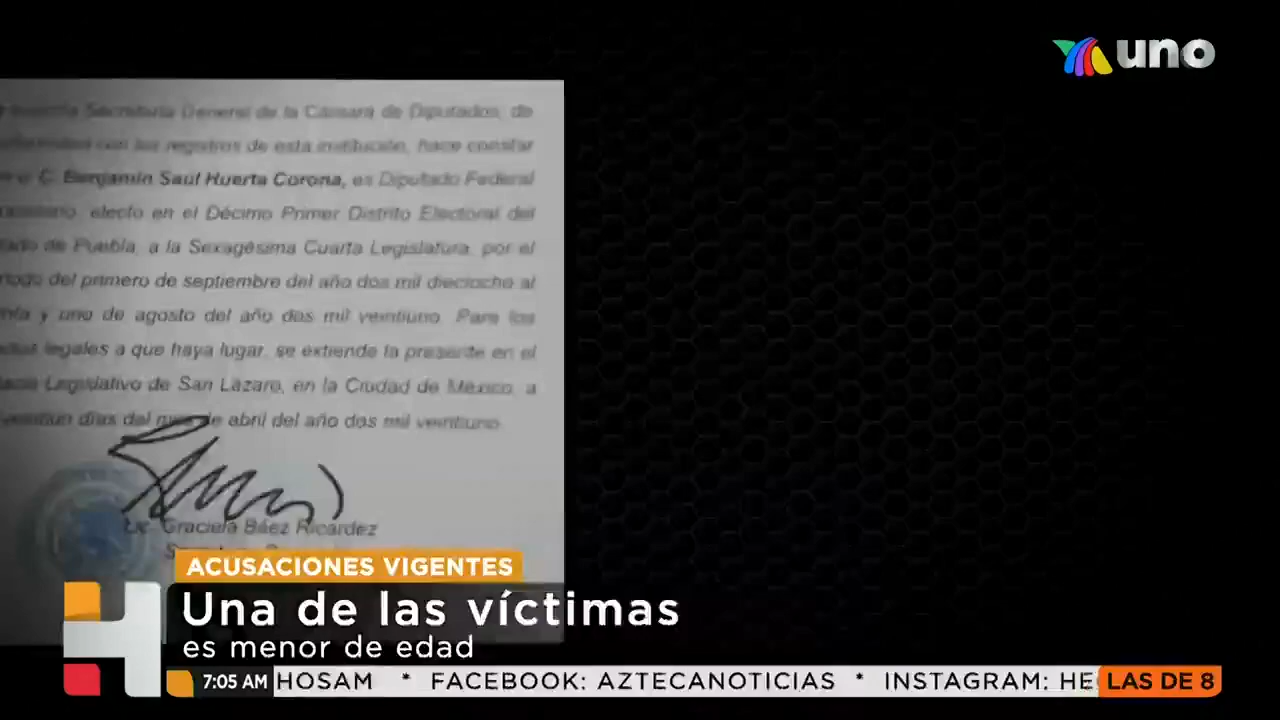 uno
Secretaría General de la Cámara de Diputados, de
con los registros de esta institución, hace constar
C. Benjamín Saúl Huerta Corona, es Diputado Federal
electo en el Décimo Primer Distrito Electoral del
de Puebla, a la Sexagésima Cuarta Legislatura, por el
del primero de septiembre del año dos mil dieciocho al
y uno de agosto del año dos mil veintiuno. Para los
legales a que haya lugar, se extiende la presente en el
Legislativo de San Lázaro, en la Ciudad de México, a
días del mes de abril del año dos mil veintiuno.
Lic. Graciela Báez Ricárdez
ACUSACIONES VIGENTES
Una de las víctimas
es menor de edad
7:05 AM HOSAM * FACEBOOK: AZTECANOTICIAS * INSTAGRAM: HE LAS DE 8